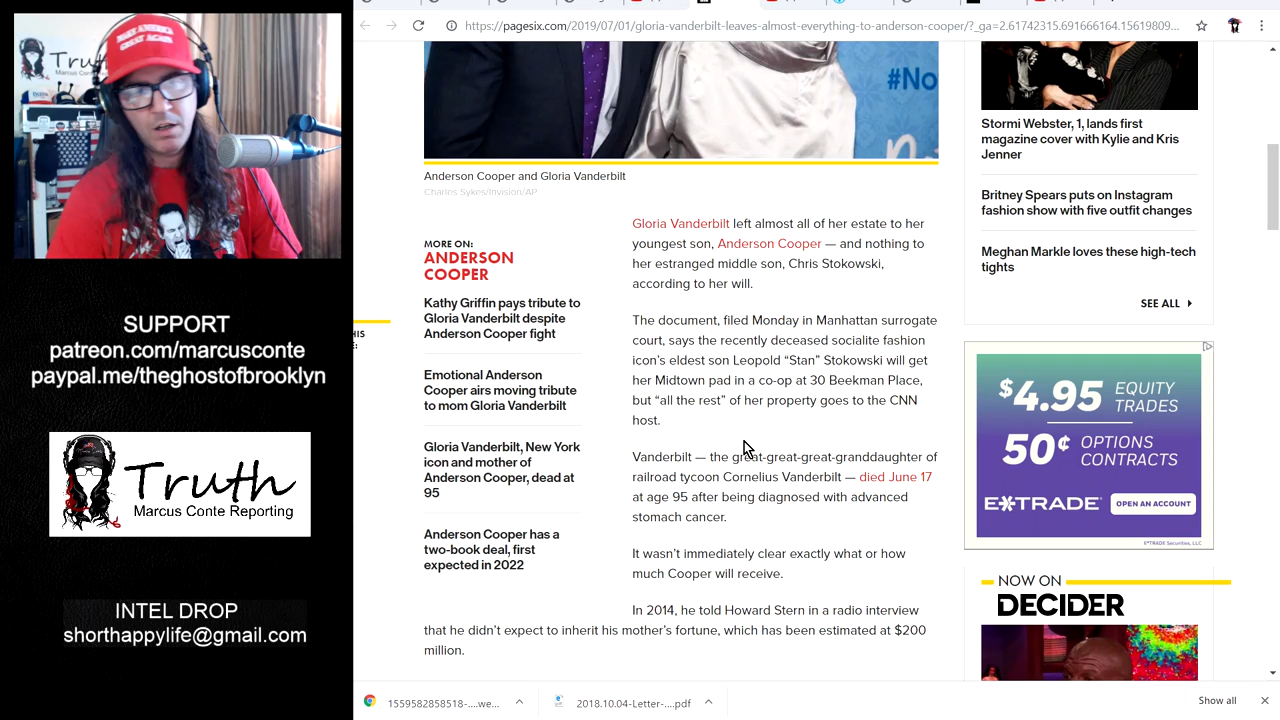 https://pagesix.com/2019/07/01/gloria-vanderbilt-leaves-almost-everything-to-anderson-cooper/?_ga=2.61742315.691666164.15619809...
MAKE AMERICA
GREAT AGAIN
SUPPORT
patreon.com/marcusconte
paypal.me/theghostofbrooklyn
Truth
Marcus Conte Reporting
INTEL DROP
shorthappylife@gmail.com
#No
Anderson Cooper and Gloria Vanderbilt
Charles Sykes/Invision/AP
MORE ON:
ANDERSON
COOPER
Kathy Griffin pays tribute to
Gloria Vanderbilt despite
Anderson Cooper fight
Emotional Anderson
Cooper airs moving tribute
to mom Gloria Vanderbilt
Gloria Vanderbilt, New York
icon and mother of
Anderson Cooper, dead at
95
Anderson Cooper has a
two-book deal, first
expected in 2022
Gloria Vanderbilt left almost all of her estate to her
youngest son, Anderson Cooper — and nothing to
her estranged middle son, Chris Stokowski,
according to her will.
The document, filed Monday in Manhattan surrogate
court, says the recently deceased socialite fashion
icon's eldest son Leopold “Stan” Stokowski will get
her Midtown pad in a co-op at 30 Beekman Place,
but “all the rest” of her property goes to the CNN
host.
Vanderbilt — the great-great-great-granddaughter of
railroad tycoon Cornelius Vanderbilt — died June 17
at age 95 after being diagnosed with advanced
stomach cancer.
It wasn't immediately clear exactly what or how
much Cooper will receive.
In 2014, he told Howard Stern in a radio interview
that he didn't expect to inherit his mother's fortune, which has been estimated at $200
million.
Stormi Webster, 1, lands first
magazine cover with Kylie and Kris
Jenner
Britney Spears puts on Instagram
fashion show with five outfit changes
Meghan Markle loves these high-tech
tights
SEE ALL
$4.95 EQUITY
TRADES
50¢ OPTIONS
CONTRACTS
E*TRADE
OPEN AN ACCOUNT
E*TRADE Securities, LLC
NOW ON
DECIDER
1559582858518-....we...
2018.10.04-Letter-....pdf
Show all